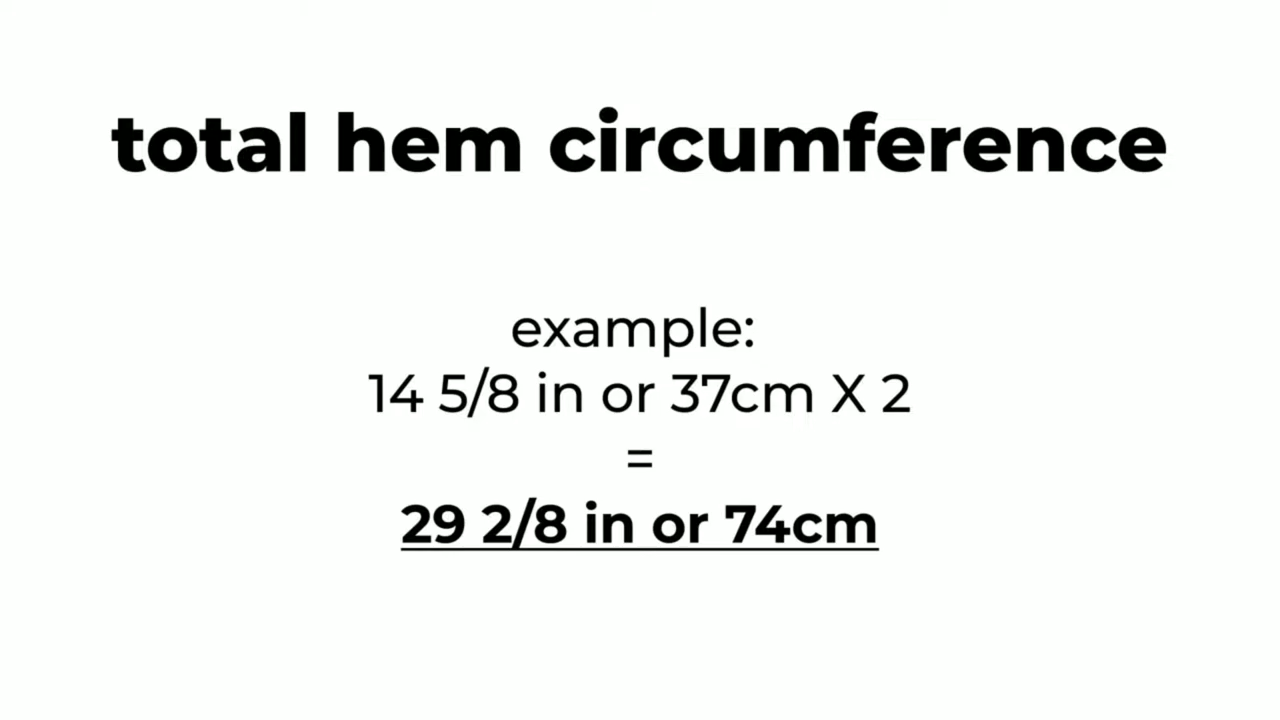 total hem circumference
example:
14 5/8 in or 37cm X 2
=
29 2/8 in or 74cm